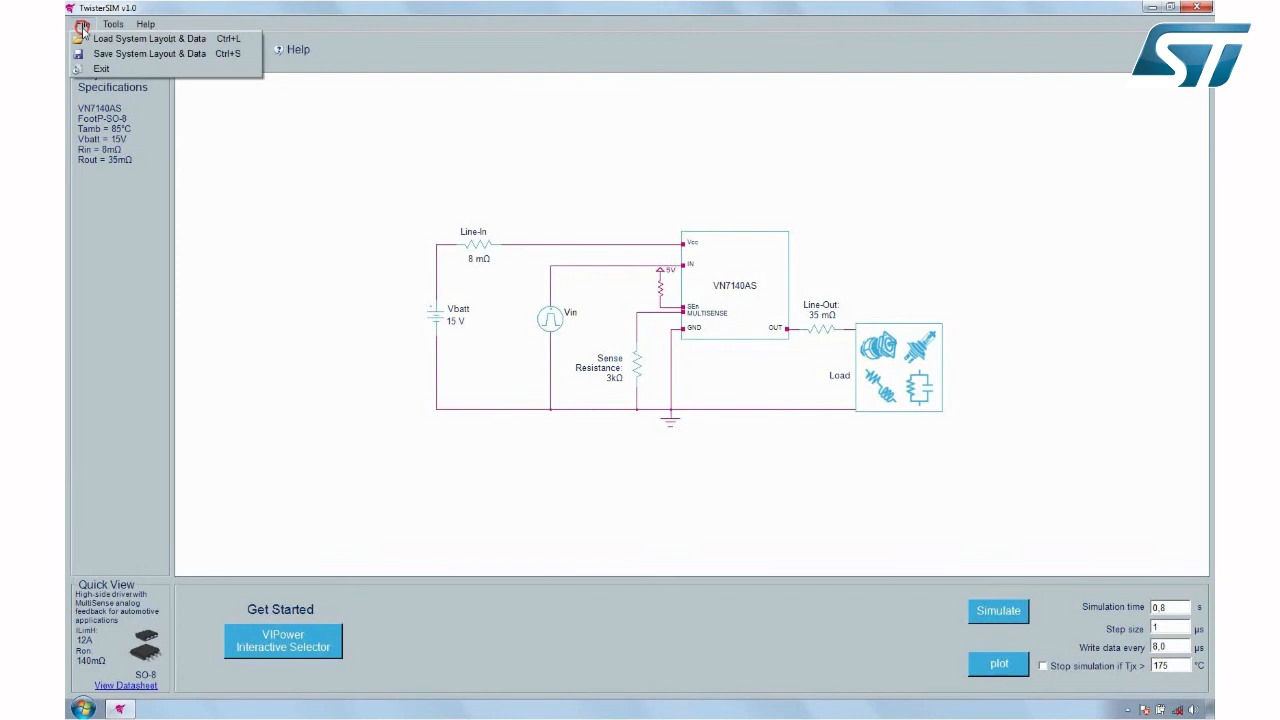 TwisterSIM v1.0
Tools Help
Load System Layout & Data Ctrl+L
Save System Layout & Data Ctrl+S
Exit
Help
Specifications
VN7140AS
FootP-SO-8
Tamb = 85°C
Vbatt = 15V
Rin = 8mΩ
Rout = 35mΩ
Line-In
8 mΩ
Vbatt
15 V
Vin
5V
Sense
Resistance:
3kΩ
Vcc
IN
VN7140AS
SEn
MULTISENSE
GND
OUT
Line-Out:
35 mΩ
Load
Quick View
High-side driver with
MultiSense analog
feedback for automotive
applications
ILimH:
12A
Ron:
140mΩ
SO-8
View Datasheet
Get Started
VIPower
Interactive Selector
Simulate
plot
Simulation time 0,8 s
Step size 1 µs
Write data every 8,0 µs
Stop simulation if Tjx > 175 °C
ST